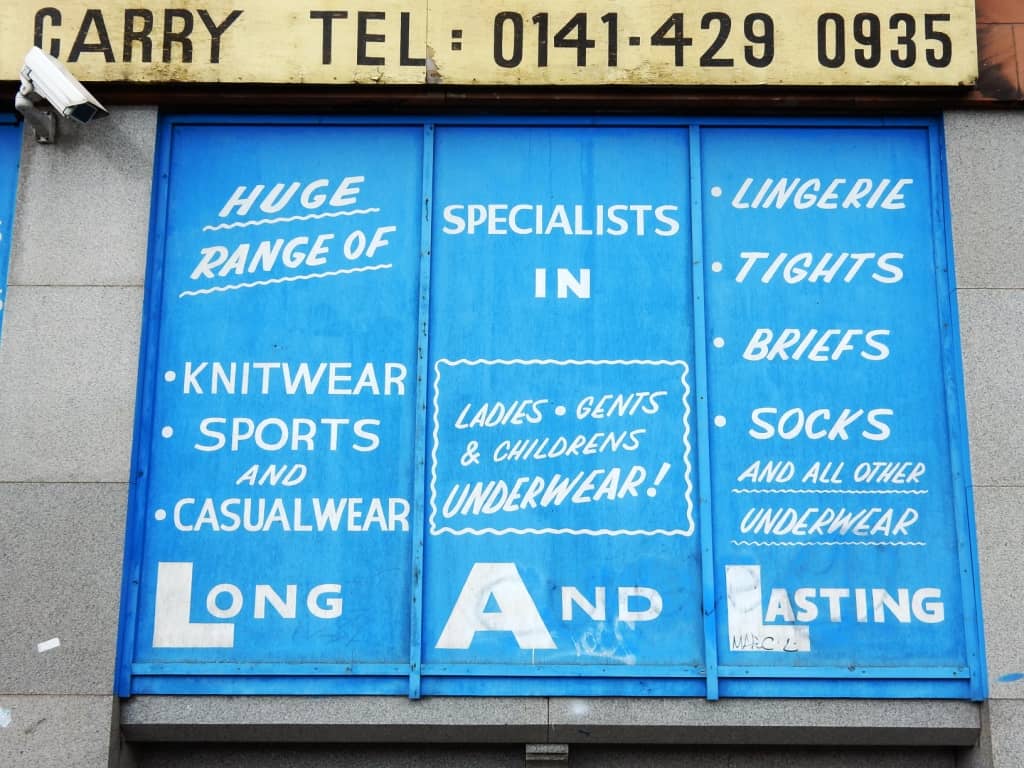 CARRY TEL: 0141·429 0935
HUGE
RANGE OF
•KNITWEAR
• SPORTS
AND
•CASUALWEAR
LONG
SPECIALISTS
IN
LADIES • GENTS
& CHILDRENS
UNDERWEAR!
AND
• LINGERIE
• TIGHTS
• BRIEFS
• SOCKS
AND ALL OTHER
UNDERWEAR
LASTING